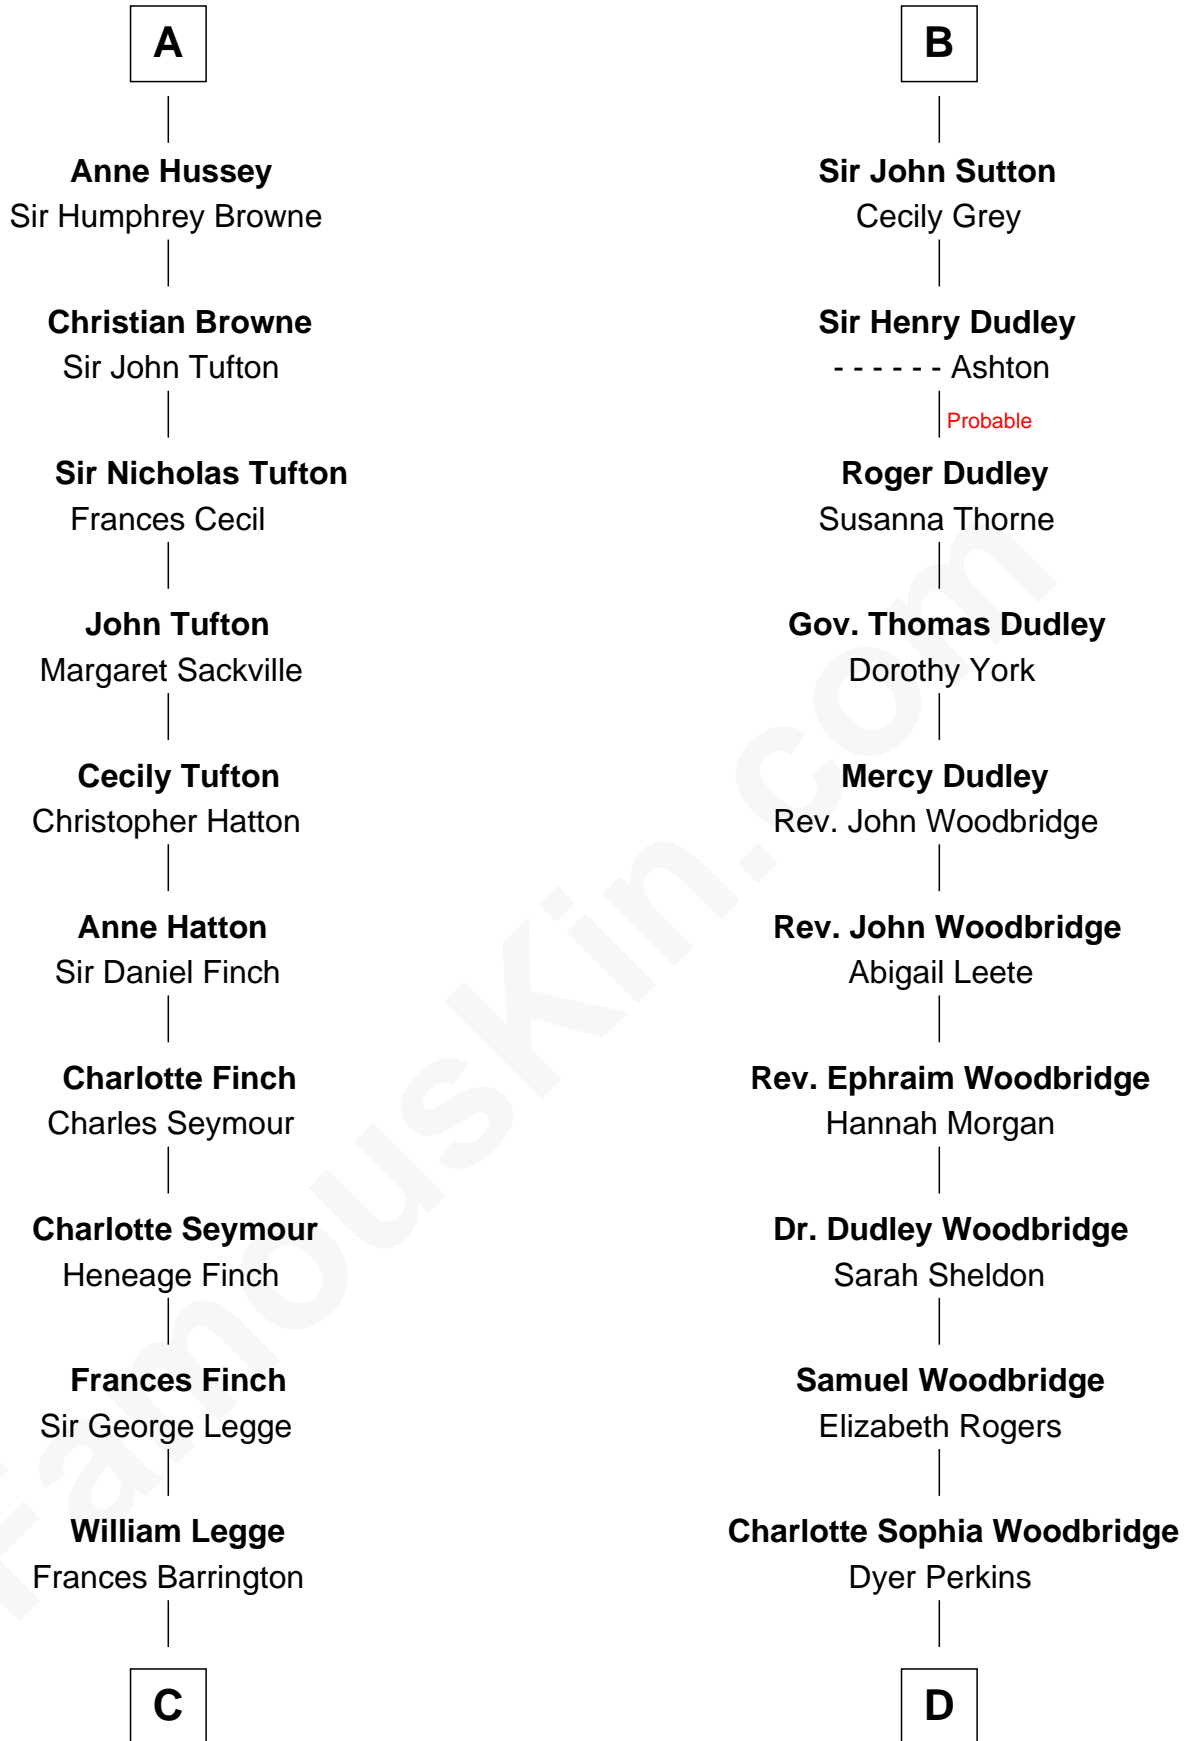 A
Anne Hussey
Sir Humphrey Browne
Christian Browne
Sir John Tufton
Sir Nicholas Tufton
Frances Cecil
John Tufton
Margaret Sackville
Cecily Tufton
Christopher Hatton
Anne Hatton
Sir Daniel Finch
Charlotte Finch
Charles Seymour
Charlotte Seymour
Heneage Finch
Frances Finch
Sir George Legge
William Legge
Frances Barrington
C
B
Sir John Sutton
Cecily Grey
Sir Henry Dudley
- - - - - - Ashton
Probable
Roger Dudley
Susanna Thorne
Gov. Thomas Dudley
Dorothy York
Mercy Dudley
Rev. John Woodbridge
Rev. John Woodbridge
Abigail Leete
Rev. Ephraim Woodbridge
Hannah Morgan
Dr. Dudley Woodbridge
Sarah Sheldon
Samuel Woodbridge
Elizabeth Rogers
Charlotte Sophia Woodbridge
Dyer Perkins
D
FamousKin.com